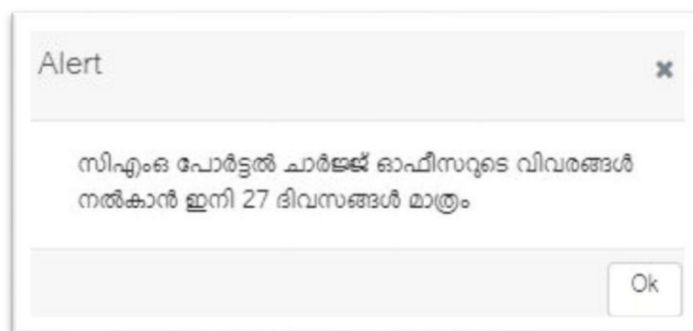 Alert
സിഎംഒ പോർട്ടൽ ചാർജ്ജ് ഓഫീസറുടെ വിവരങ്ങൾ
നൽകാൻ ഇനി 27 ദിവസങ്ങൾ മാത്രം
Ok